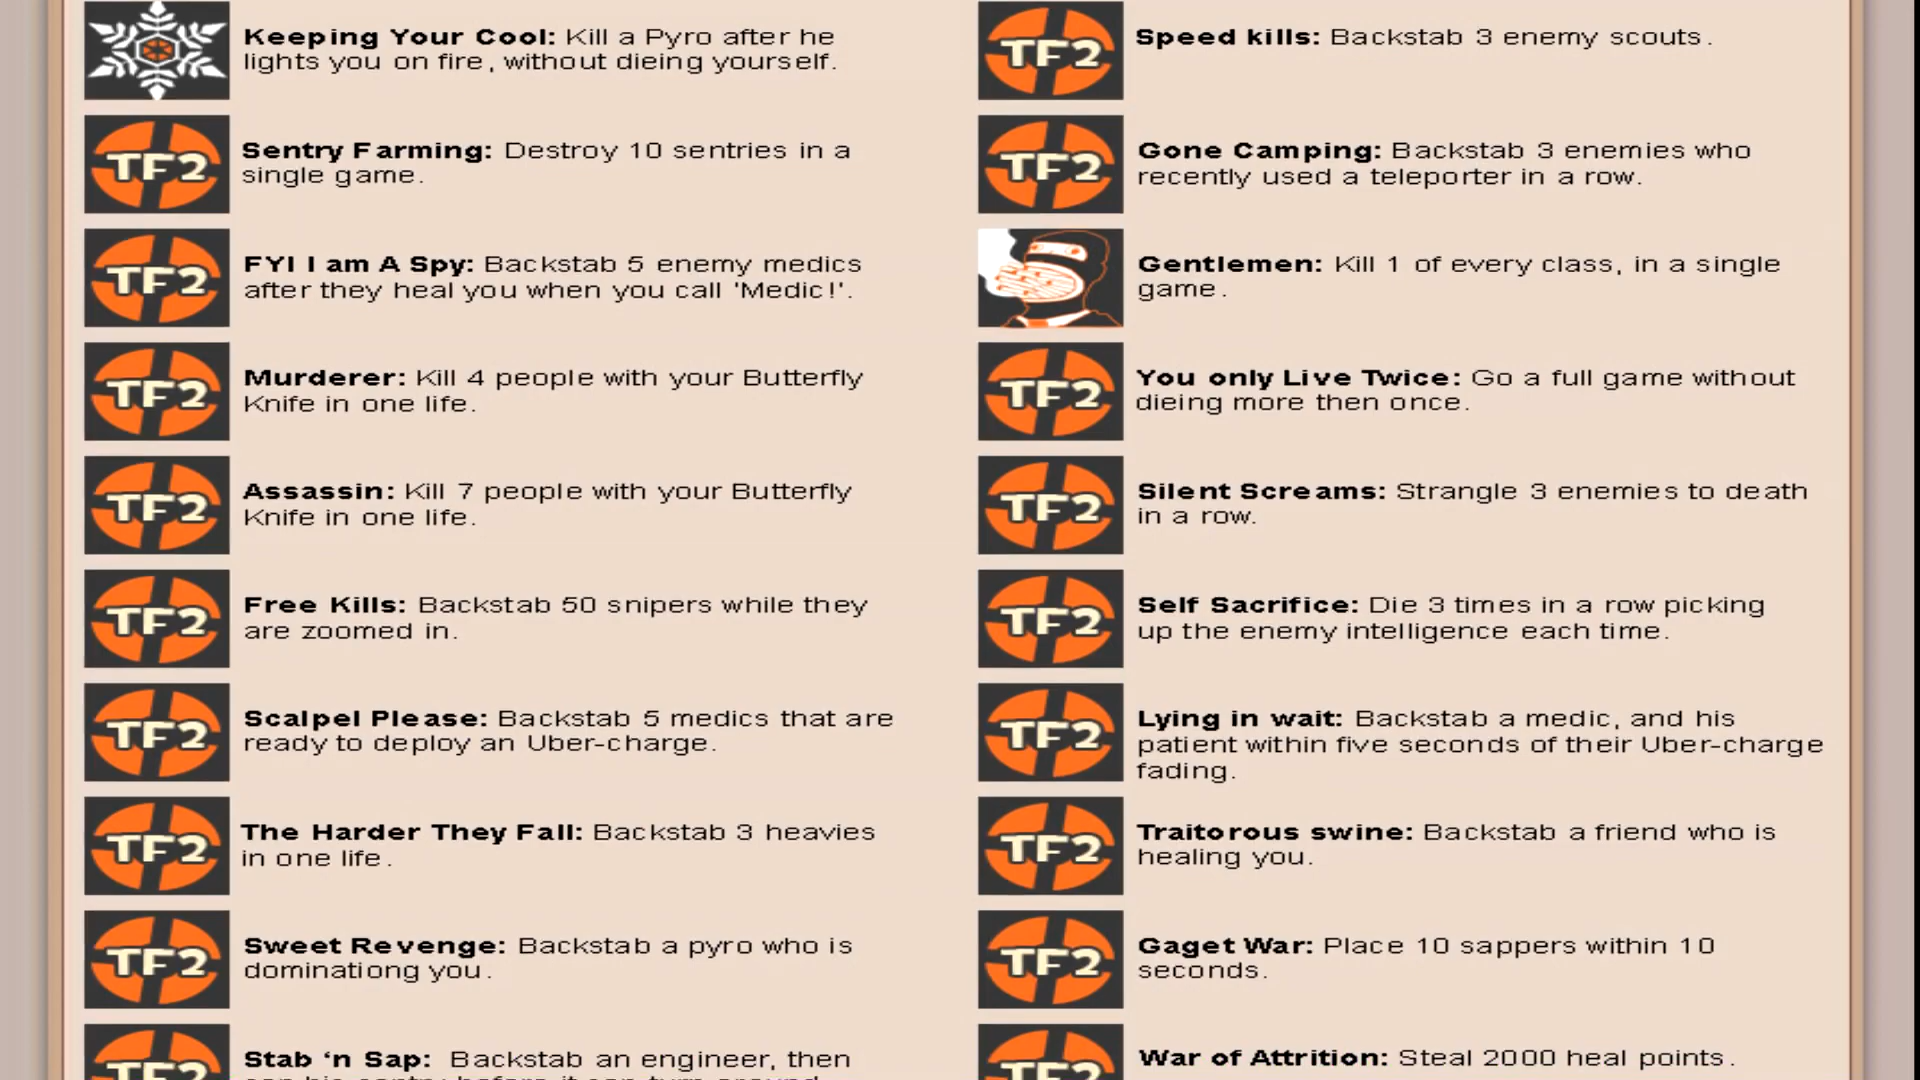 Keeping Your Cool: Kill a Pyro after he
lights you on fire, without dieing yourself.
TF2
Sentry Farming: Destroy 10 sentries in a
single game.
TF2
FYI I am A Spy: Backstab 5 enemy medics
after they heal you when you call 'Medic!'.
TF2
Murderer: Kill 4 people with your Butterfly
Knife in one life.
TF2
Assassin: Kill 7 people with your Butterfly
Knife in one life.
TF2
Free Kills: Backstab 50 snipers while they
are zoomed in.
TF2
Scalpel Please: Backstab 5 medics that are
ready to deploy an Uber-charge.
TF2
The Harder They Fall: Backstab 3 heavies
in one life.
TF2
Sweet Revenge: Backstab a pyro who is
dominationg you.
TF2
Stab ‘n Sap: Backstab an engineer, then
sap his sentry before it can turn around
TF2
Speed kills: Backstab 3 enemy scouts.
TF2
Gone Camping: Backstab 3 enemies who
recently used a teleporter in a row.
Gentlemen: Kill 1 of every class, in a single
game.
TF2
You only Live Twice: Go a full game without
dieing more then once.
TF2
Silent Screams: Strangle 3 enemies to death
in a row.
TF2
Self Sacrifice: Die 3 times in a row picking
up the enemy intelligence each time.
TF2
Lying in wait: Backstab a medic, and his
patient within five seconds of their Uber-charge
fading.
TF2
Traitorous swine: Backstab a friend who is
healing you.
TF2
Gaget War: Place 10 sappers within 10
seconds.
TF2
War of Attrition: Steal 2000 heal points.